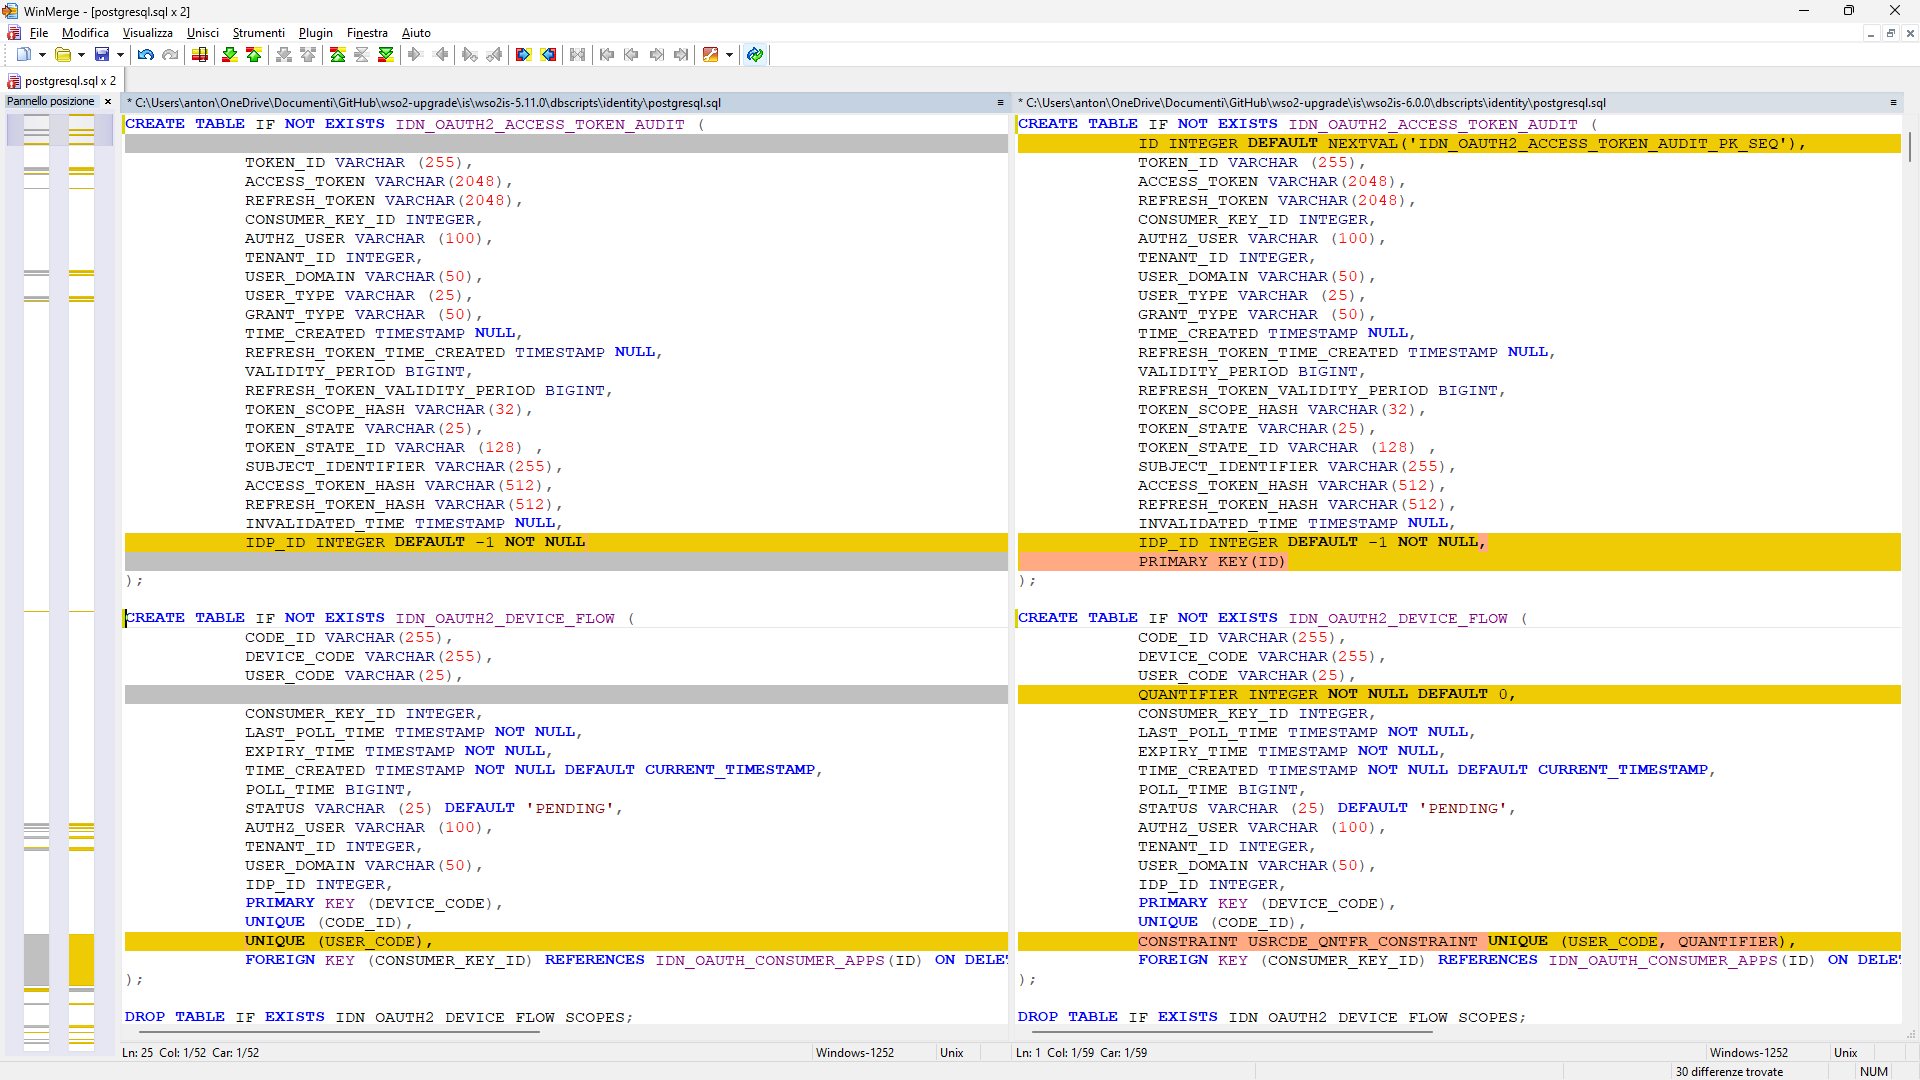 WinMerge - [postgresql.sql x 2]
File Modifica Visualizza Unisci Strumenti Plugin Finestra Aiuto
postgresql.sql x 2
Pannello posizione
* C:\Users\anton\OneDrive\Documenti\GitHub\wso2-upgrade\is\wso2is-5.11.0\dbscripts\identity\postgresql.sql
CREATE TABLE IF NOT EXISTS IDN_OAUTH2_ACCESS_TOKEN_AUDIT (
TOKEN_ID VARCHAR (255),
ACCESS_TOKEN VARCHAR(2048),
REFRESH_TOKEN VARCHAR(2048),
CONSUMER_KEY_ID INTEGER,
AUTHZ_USER VARCHAR (100),
TENANT_ID INTEGER,
USER_DOMAIN VARCHAR(50),
USER_TYPE VARCHAR (25),
GRANT_TYPE VARCHAR (50),
TIME_CREATED TIMESTAMP NULL,
REFRESH_TOKEN_TIME_CREATED TIMESTAMP NULL,
VALIDITY_PERIOD BIGINT,
REFRESH_TOKEN_VALIDITY_PERIOD BIGINT,
TOKEN_SCOPE_HASH VARCHAR(32),
TOKEN_STATE VARCHAR(25),
TOKEN_STATE_ID VARCHAR (128) ,
SUBJECT_IDENTIFIER VARCHAR(255),
ACCESS_TOKEN_HASH VARCHAR(512),
REFRESH_TOKEN_HASH VARCHAR(512),
INVALIDATED_TIME TIMESTAMP NULL,
IDP_ID INTEGER DEFAULT -1 NOT NULL
);
CREATE TABLE IF NOT EXISTS IDN_OAUTH2_DEVICE_FLOW (
CODE_ID VARCHAR(255),
DEVICE_CODE VARCHAR(255),
USER_CODE VARCHAR(25),
CONSUMER_KEY_ID INTEGER,
LAST_POLL_TIME TIMESTAMP NOT NULL,
EXPIRY_TIME TIMESTAMP NOT NULL,
TIME_CREATED TIMESTAMP NOT NULL DEFAULT CURRENT_TIMESTAMP,
POLL_TIME BIGINT,
STATUS VARCHAR (25) DEFAULT 'PENDING',
AUTHZ_USER VARCHAR (100),
TENANT_ID INTEGER,
USER_DOMAIN VARCHAR(50),
IDP_ID INTEGER,
PRIMARY KEY (DEVICE_CODE),
UNIQUE (CODE_ID),
UNIQUE (USER_CODE),
FOREIGN KEY (CONSUMER_KEY_ID) REFERENCES IDN_OAUTH_CONSUMER_APPS(ID) ON DELE
);
DROP TABLE IF EXISTS IDN_OAUTH2_DEVICE_FLOW_SCOPES;
Ln: 25 Col: 1/52 Car: 1/52
Windows-1252
Unix
* C:\Users\anton\OneDrive\Documenti\GitHub\wso2-upgrade\is\wso2is-6.0.0\dbscripts\identity\postgresql.sql
CREATE TABLE IF NOT EXISTS IDN_OAUTH2_ACCESS_TOKEN_AUDIT (
ID INTEGER DEFAULT NEXTVAL('IDN_OAUTH2_ACCESS_TOKEN_AUDIT_PK_SEQ'),
TOKEN_ID VARCHAR (255),
ACCESS_TOKEN VARCHAR(2048),
REFRESH_TOKEN VARCHAR(2048),
CONSUMER_KEY_ID INTEGER,
AUTHZ_USER VARCHAR (100),
TENANT_ID INTEGER,
USER_DOMAIN VARCHAR(50),
USER_TYPE VARCHAR (25),
GRANT_TYPE VARCHAR (50),
TIME_CREATED TIMESTAMP NULL,
REFRESH_TOKEN_TIME_CREATED TIMESTAMP NULL,
VALIDITY_PERIOD BIGINT,
REFRESH_TOKEN_VALIDITY_PERIOD BIGINT,
TOKEN_SCOPE_HASH VARCHAR(32),
TOKEN_STATE VARCHAR(25),
TOKEN_STATE_ID VARCHAR (128) ,
SUBJECT_IDENTIFIER VARCHAR(255),
ACCESS_TOKEN_HASH VARCHAR(512),
REFRESH_TOKEN_HASH VARCHAR(512),
INVALIDATED_TIME TIMESTAMP NULL,
IDP_ID INTEGER DEFAULT -1 NOT NULL,
PRIMARY KEY(ID)
);
CREATE TABLE IF NOT EXISTS IDN_OAUTH2_DEVICE_FLOW (
CODE_ID VARCHAR(255),
DEVICE_CODE VARCHAR(255),
USER_CODE VARCHAR(25),
QUANTIFIER INTEGER NOT NULL DEFAULT 0,
CONSUMER_KEY_ID INTEGER,
LAST_POLL_TIME TIMESTAMP NOT NULL,
EXPIRY_TIME TIMESTAMP NOT NULL,
TIME_CREATED TIMESTAMP NOT NULL DEFAULT CURRENT_TIMESTAMP,
POLL_TIME BIGINT,
STATUS VARCHAR (25) DEFAULT 'PENDING',
AUTHZ_USER VARCHAR (100),
TENANT_ID INTEGER,
USER_DOMAIN VARCHAR(50),
IDP_ID INTEGER,
PRIMARY KEY (DEVICE_CODE),
UNIQUE (CODE_ID),
CONSTRAINT USRCDE_QNTFR_CONSTRAINT UNIQUE (USER_CODE, QUANTIFIER),
FOREIGN KEY (CONSUMER_KEY_ID) REFERENCES IDN_OAUTH_CONSUMER_APPS(ID) ON DELE
);
DROP TABLE IF EXISTS IDN_OAUTH2_DEVICE_FLOW_SCOPES;
Ln: 1 Col: 1/59 Car: 1/59
Windows-1252
Unix
30 differenze trovate
NUM